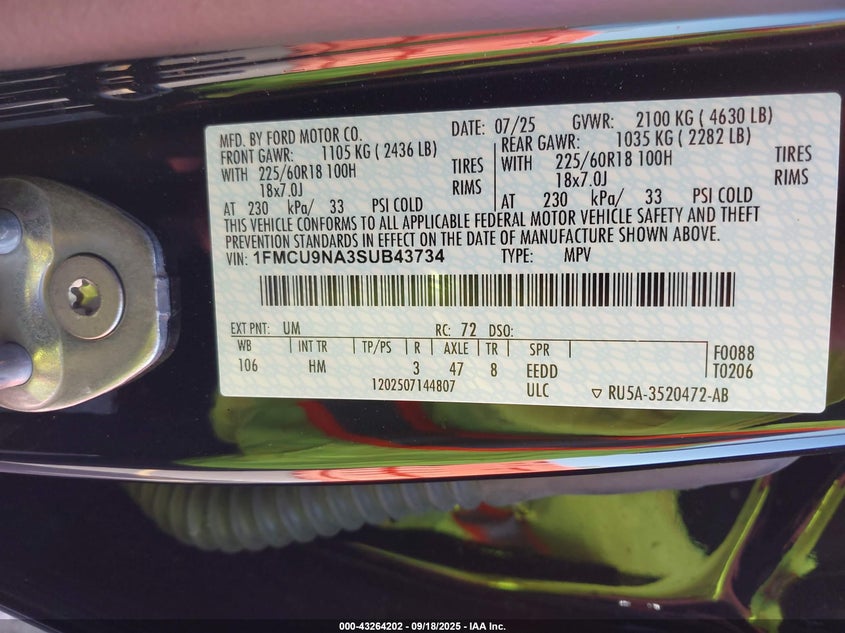 MFD. BY FORD MOTOR CO. DATE: 07/25 GVWR: 2100 KG ( 4630 LB)
FRONT GAWR: 1105 KG ( 2436 LB) REAR GAWR: 1035 KG ( 2282 LB)
WITH 225/60R18 100H TIRES WITH 225/60R18 100H TIRES
18x7.0J RIMS 18x7.0J RIMS
AT 230 kPa/ 33 PSI COLD AT 230 kPa/ 33 PSI COLD
THIS VEHICLE CONFORMS TO ALL APPLICABLE FEDERAL MOTOR VEHICLE SAFETY AND THEFT
PREVENTION STANDARDS IN EFFECT ON THE DATE OF MANUFACTURE SHOWN ABOVE.
VIN: 1FMCU9NA3SUB43734 TYPE: MPV
EXT PNT: UM RC: 72 DSO:
WB INT TR TP/PS R AXLE TR SPR F0088
106 HM 3 47 8 EEDD T0206
1202507144807 ULC ▽ RU5A-3520472-AB
000-43264202 - 09/18/2025 - IAA Inc.